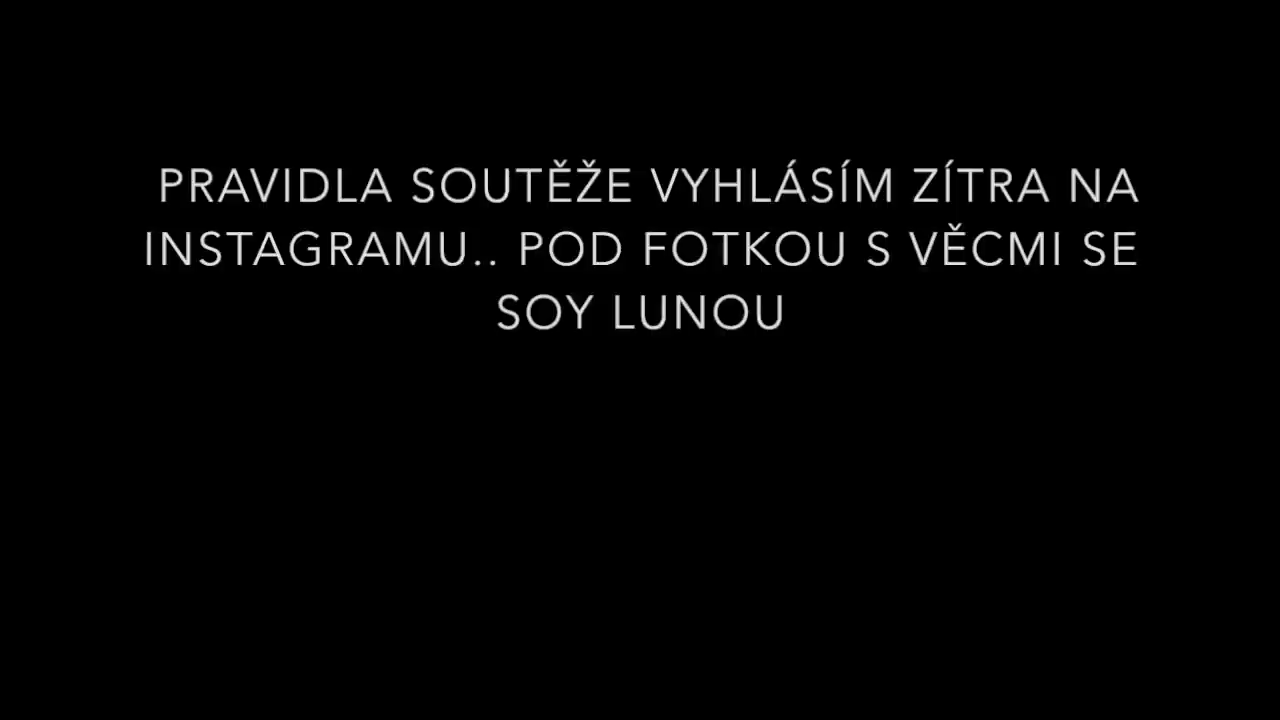 PRAVIDLA SOUTĚŽE VYHLÁSÍM ZÍTRA NA
INSTAGRAMU.. POD FOTKOU S VĚCMI SE
SOY LUNOU